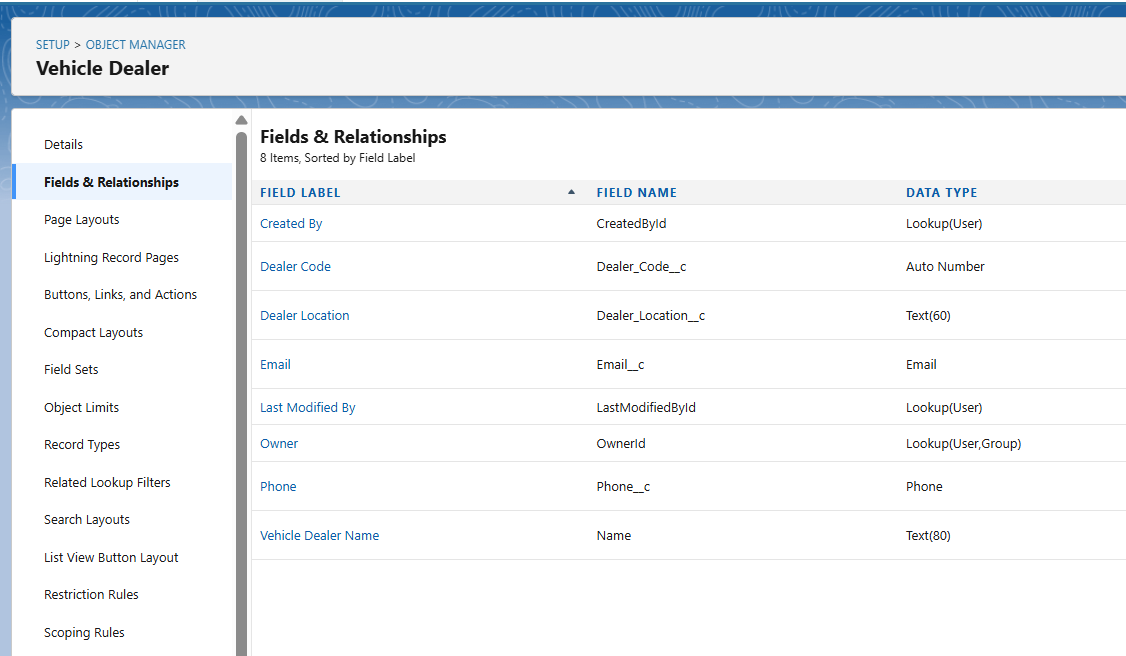 SETUP > OBJECT MANAGER
Vehicle Dealer
Details
Fields & Relationships
Page Layouts
Lightning Record Pages
Buttons, Links, and Actions
Compact Layouts
Field Sets
Object Limits
Record Types
Related Lookup Filters
Search Layouts
List View Button Layout
Restriction Rules
Scoping Rules
Fields & Relationships
8 Items, Sorted by Field Label
FIELD LABEL FIELD NAME DATA TYPE
Created By CreatedById Lookup(User)
Dealer Code Dealer_Code__c Auto Number
Dealer Location Dealer_Location__c Text(60)
Email Email__c Email
Last Modified By LastModifiedById Lookup(User)
Owner OwnerId Lookup(User,Group)
Phone Phone__c Phone
Vehicle Dealer Name Name Text(80)